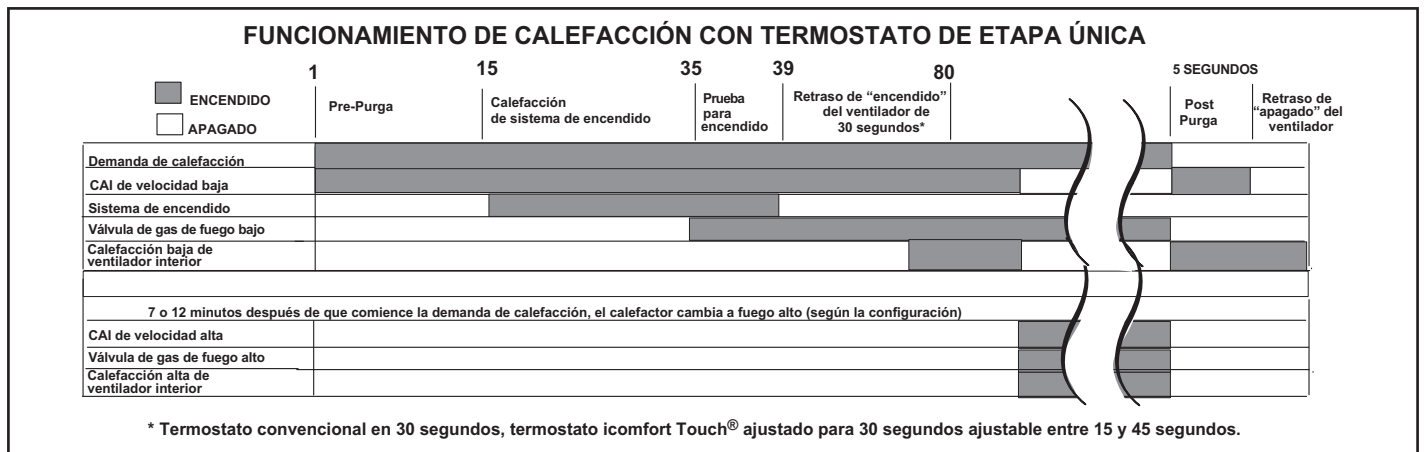 FUNCIONAMIENTO DE CALEFACCIÓN CON TERMOSTATO DE ETAPA ÚNICA
1 15 35 39 80 5 SEGUNDOS
ENCENDIDO
APAGADO
Pre-Purga
Calefacción
de sistema de encendido
Prueba
para
encendido
Retraso de “encendido”
del ventilador de
30 segundos*
Post
Purga
Retraso de
“apagado” del
ventilador
Demanda de calefacción
CAI de velocidad baja
Sistema de encendido
Válvula de gas de fuego bajo
Calefacción baja de
ventilador interior
7 o 12 minutos después de que comience la demanda de calefacción, el calefactor cambia a fuego alto (según la configuración)
CAI de velocidad alta
Válvula de gas de fuego alto
Calefacción alta de
ventilador interior
* Termostato convencional en 30 segundos, termostato icomfort Touch® ajustado para 30 segundos ajustable entre 15 y 45 segundos.